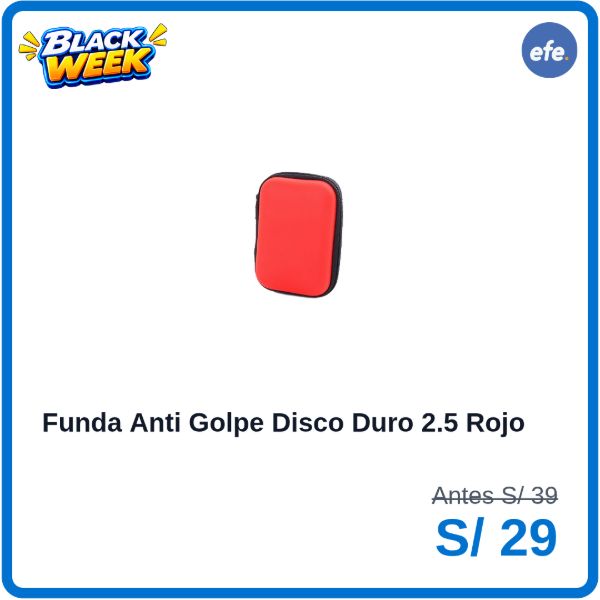 BLACK
WEEK
efe.
Funda Anti Golpe Disco Duro 2.5 Rojo
Antes S/ 39
S/ 29